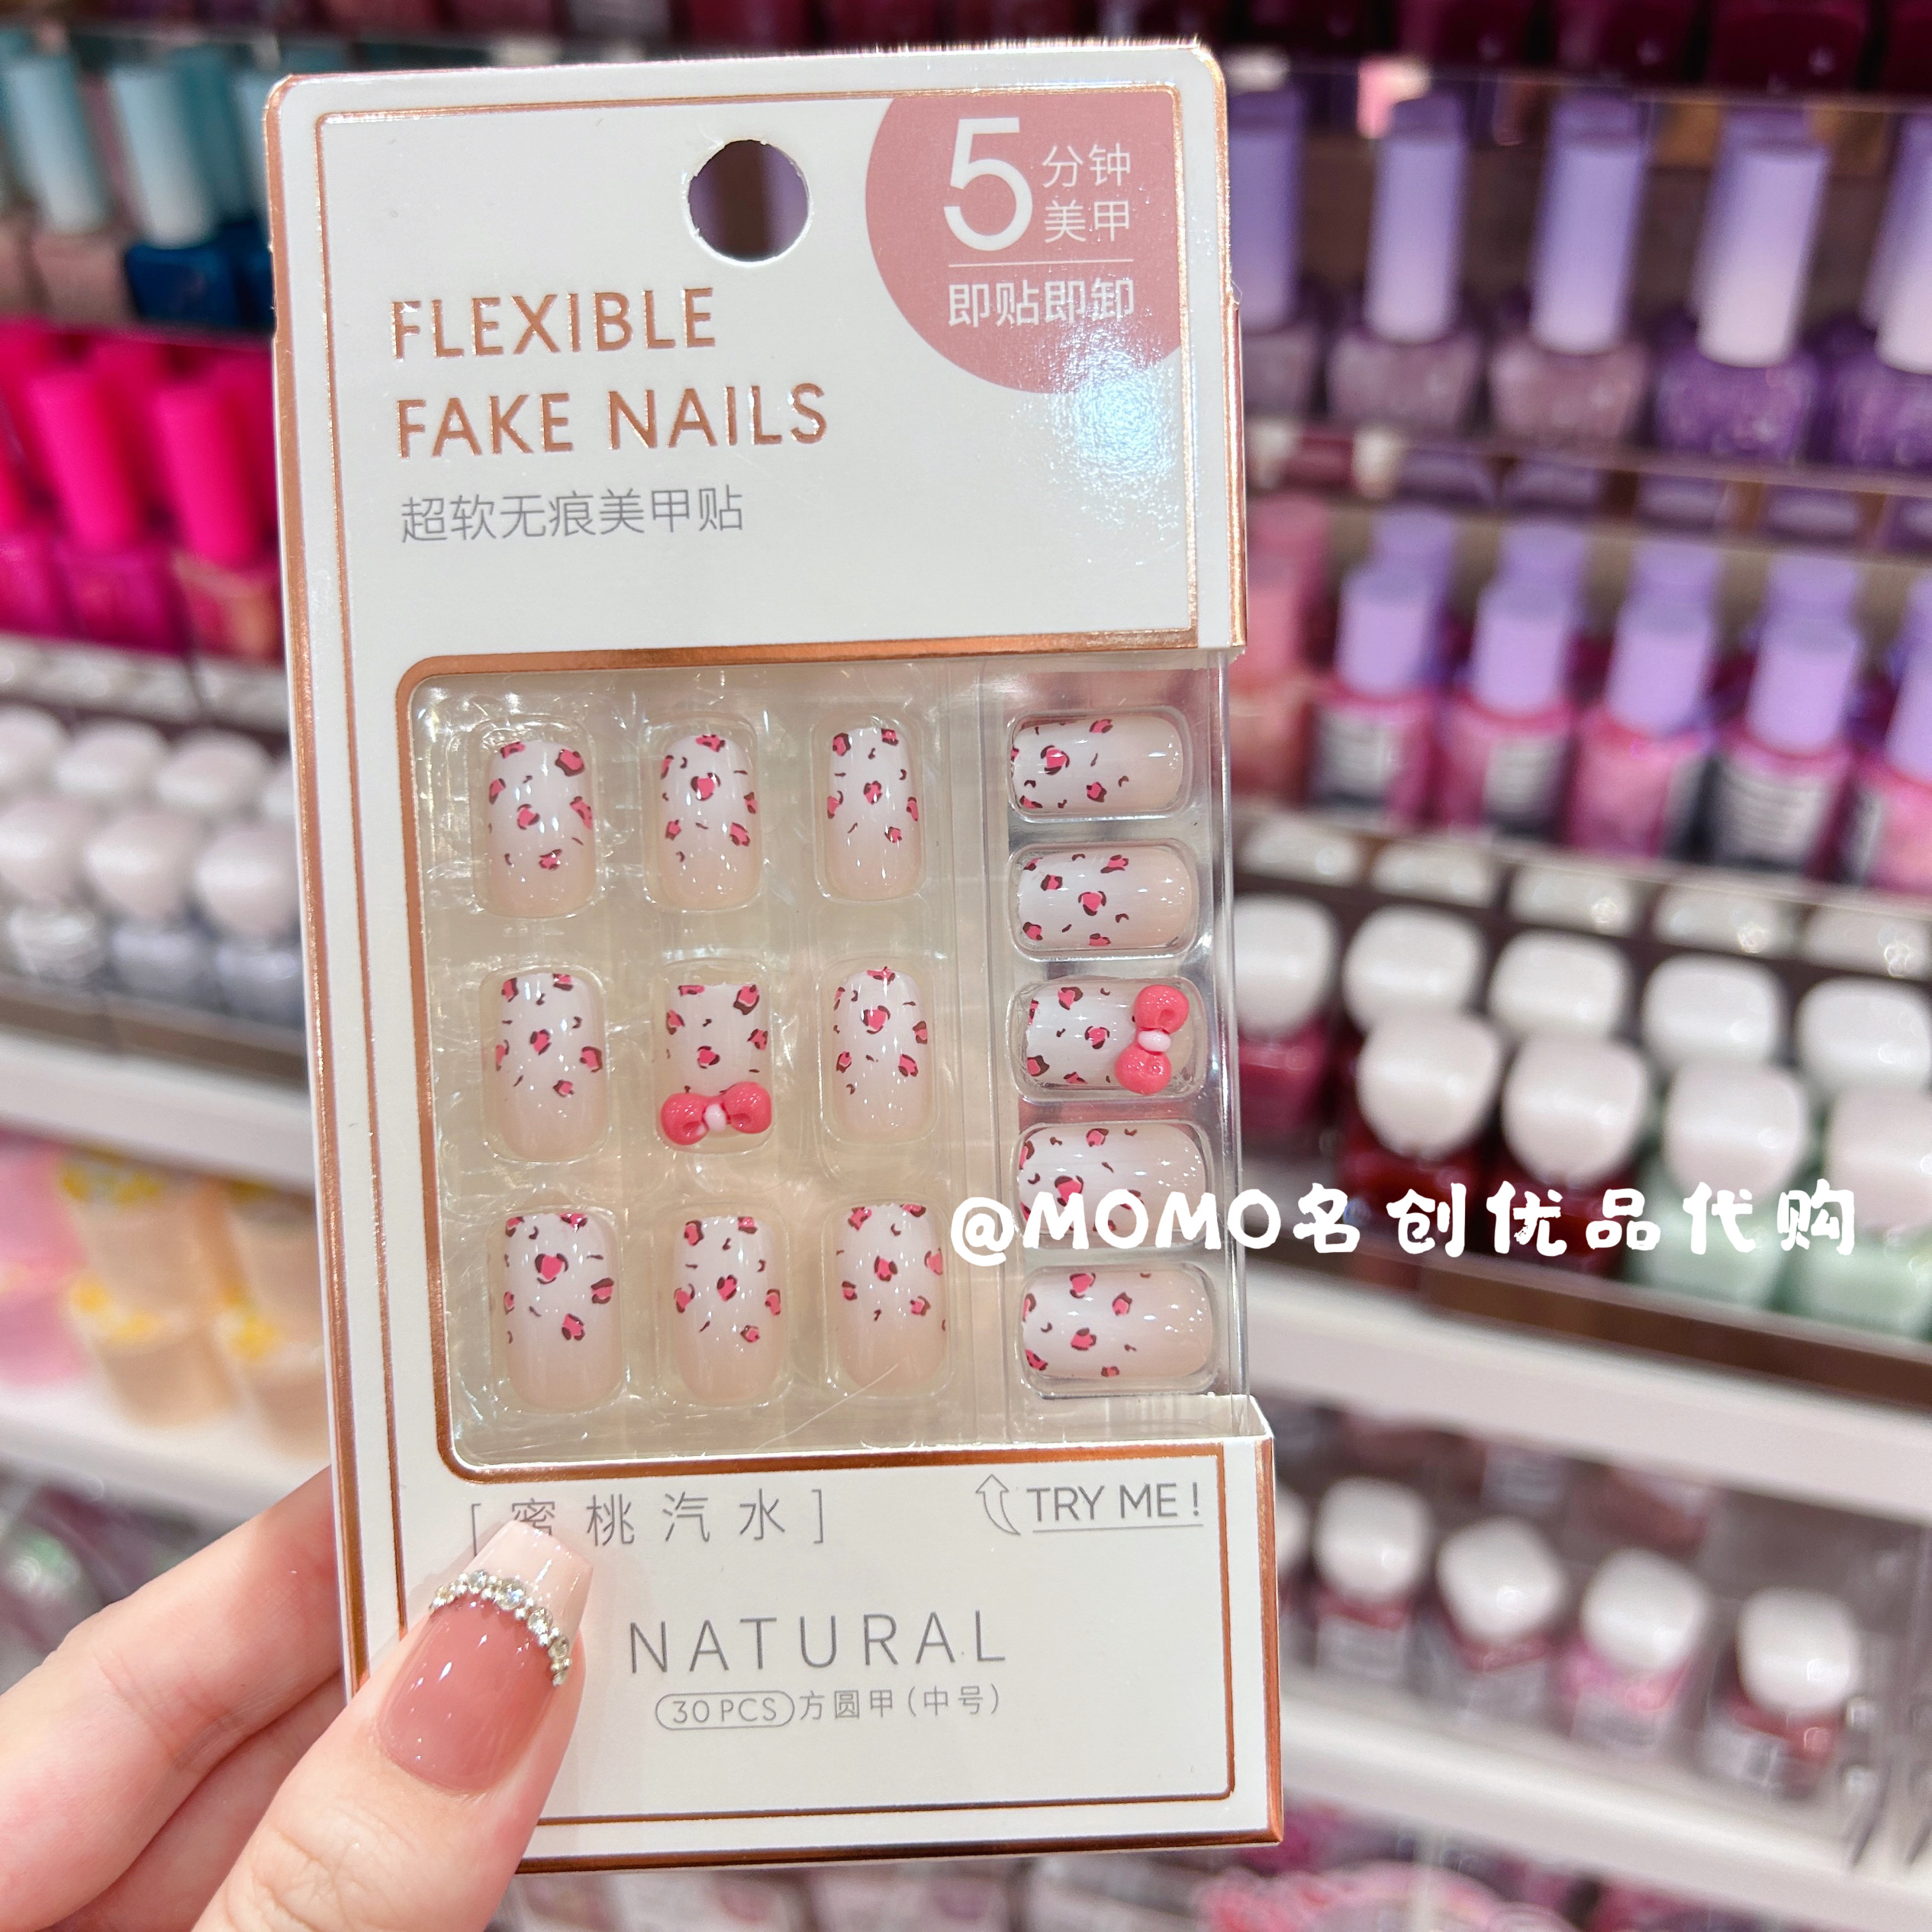 5分钟
美甲
即贴即卸
FLEXIBLE
FAKE NAILS
超软无痕美甲贴
@MOMO名创优品代购
[蜜桃汽水]
TRY ME!
NATURAL
30PCS 方圆甲(中号)